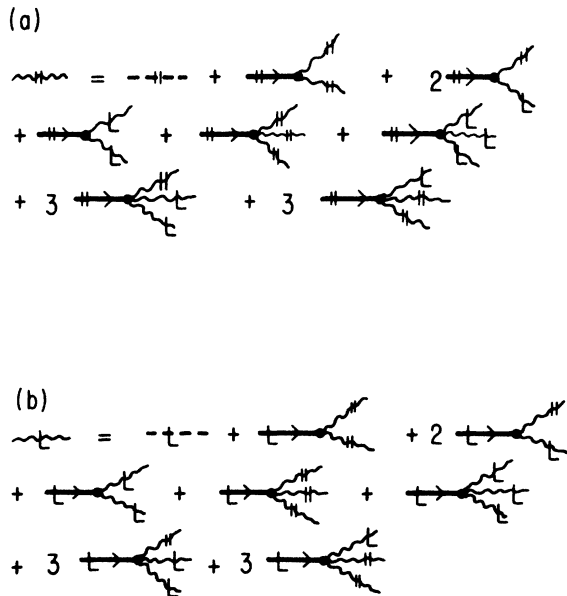 (a)
= + + 2
+ + +
+ 3 + 3
(b)
= + + 2
+ + +
+ 3 + 3